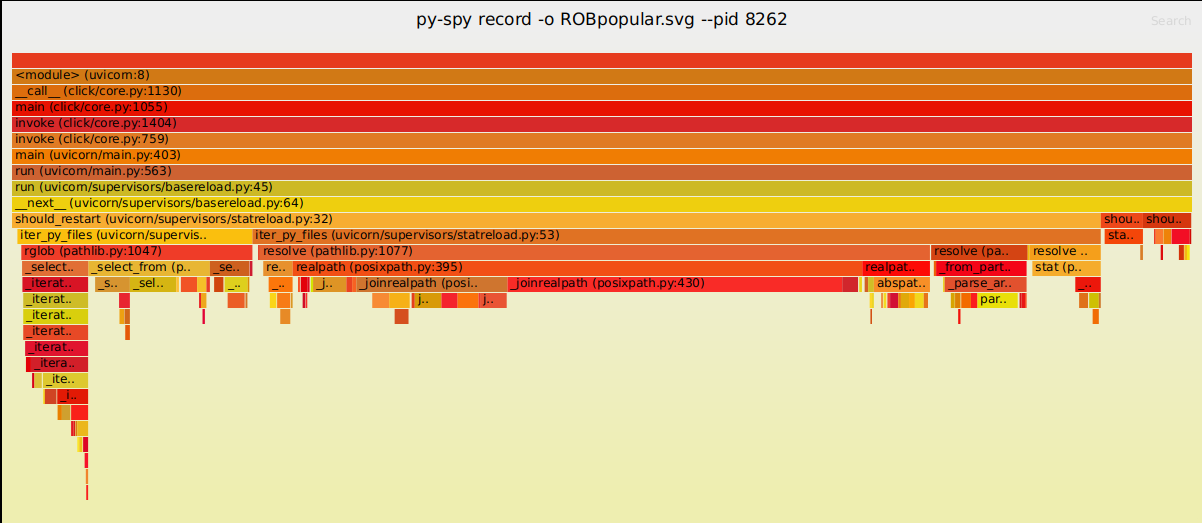 py-spy record -o ROBpopular.svg --pid 8262
Search
<module> (uvicorn:8)
__call__ (click/core.py:1130)
main (click/core.py:1055)
invoke (click/core.py:1404)
invoke (click/core.py:759)
main (uvicorn/main.py:403)
run (uvicorn/main.py:563)
run (uvicorn/supervisors/basereload.py:45)
__next__ (uvicorn/supervisors/basereload.py:64)
should_restart (uvicorn/supervisors/statreload.py:32) shou.. shou..
iter_py_files (uvicorn/supervis.. iter_py_files (uvicorn/supervisors/statreload.py:53) sta..
rglob (pathlib.py:1047) resolve (pathlib.py:1077) resolve (pa.. resolve ..
_select.. _select_from (p.. _se.. re.. realpath (posixpath.py:395) realpat.. _from_part.. stat (p..
_iterat.. _s.. _sel.. _.. _.. _j.. _joinrealpath (posi.. _joinrealpath (posixpath.py:430) abspat.. _parse_ar.. _..
_iterat.. j.. j.. par..
_iterat..
_iterat..
_iterat..
_itera..
_ite..
_i..